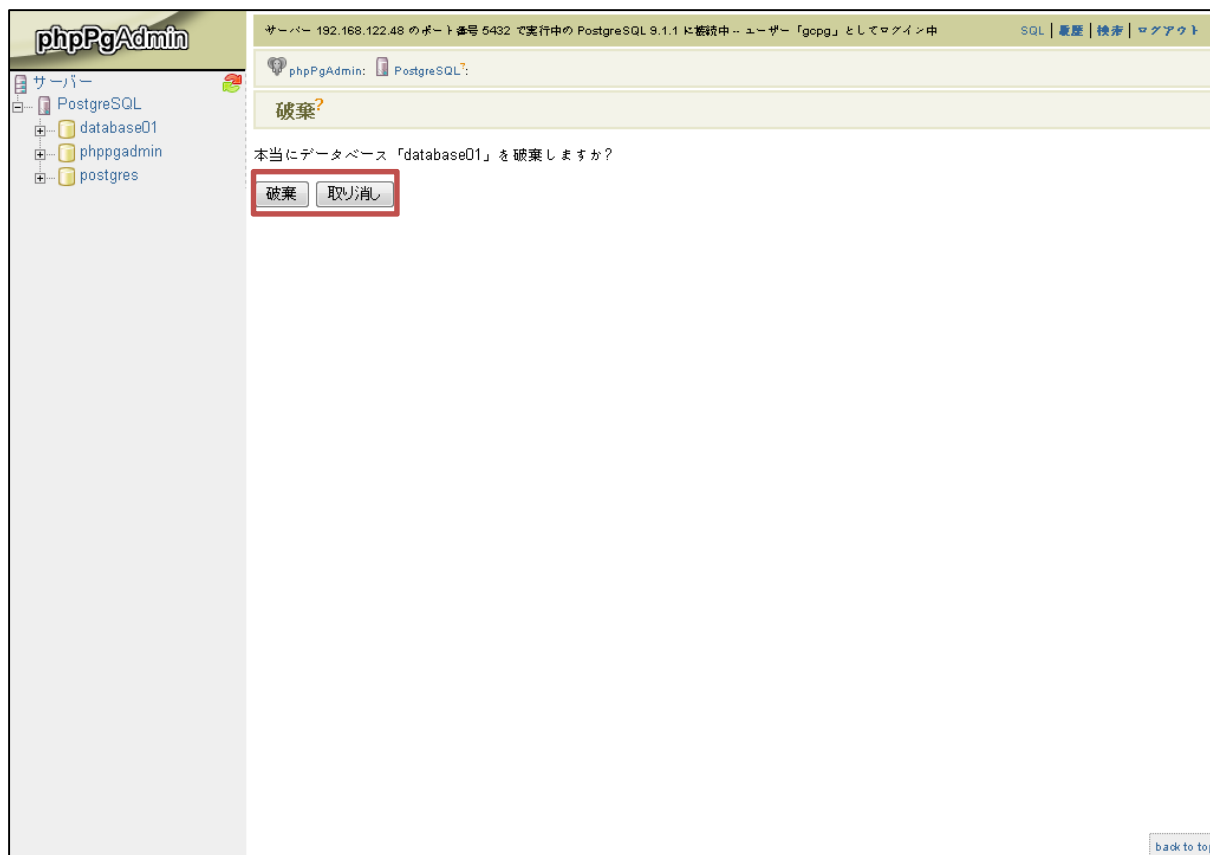 phpPgAdmin
サーバー 192.168.122.48 のポート番号 5432 で実行中の PostgreSQL 9.1.1 に接続中 -- ユーザー「gcpg」としてログイン中
SQL | 履歴 | 検索 | ログアウト
phpPgAdmin: PostgreSQL?:
サーバー
PostgreSQL
database01
phppgadmin
postgres
破棄?
本当にデータベース「database01」を破棄しますか?
破棄 取り消し
back to top